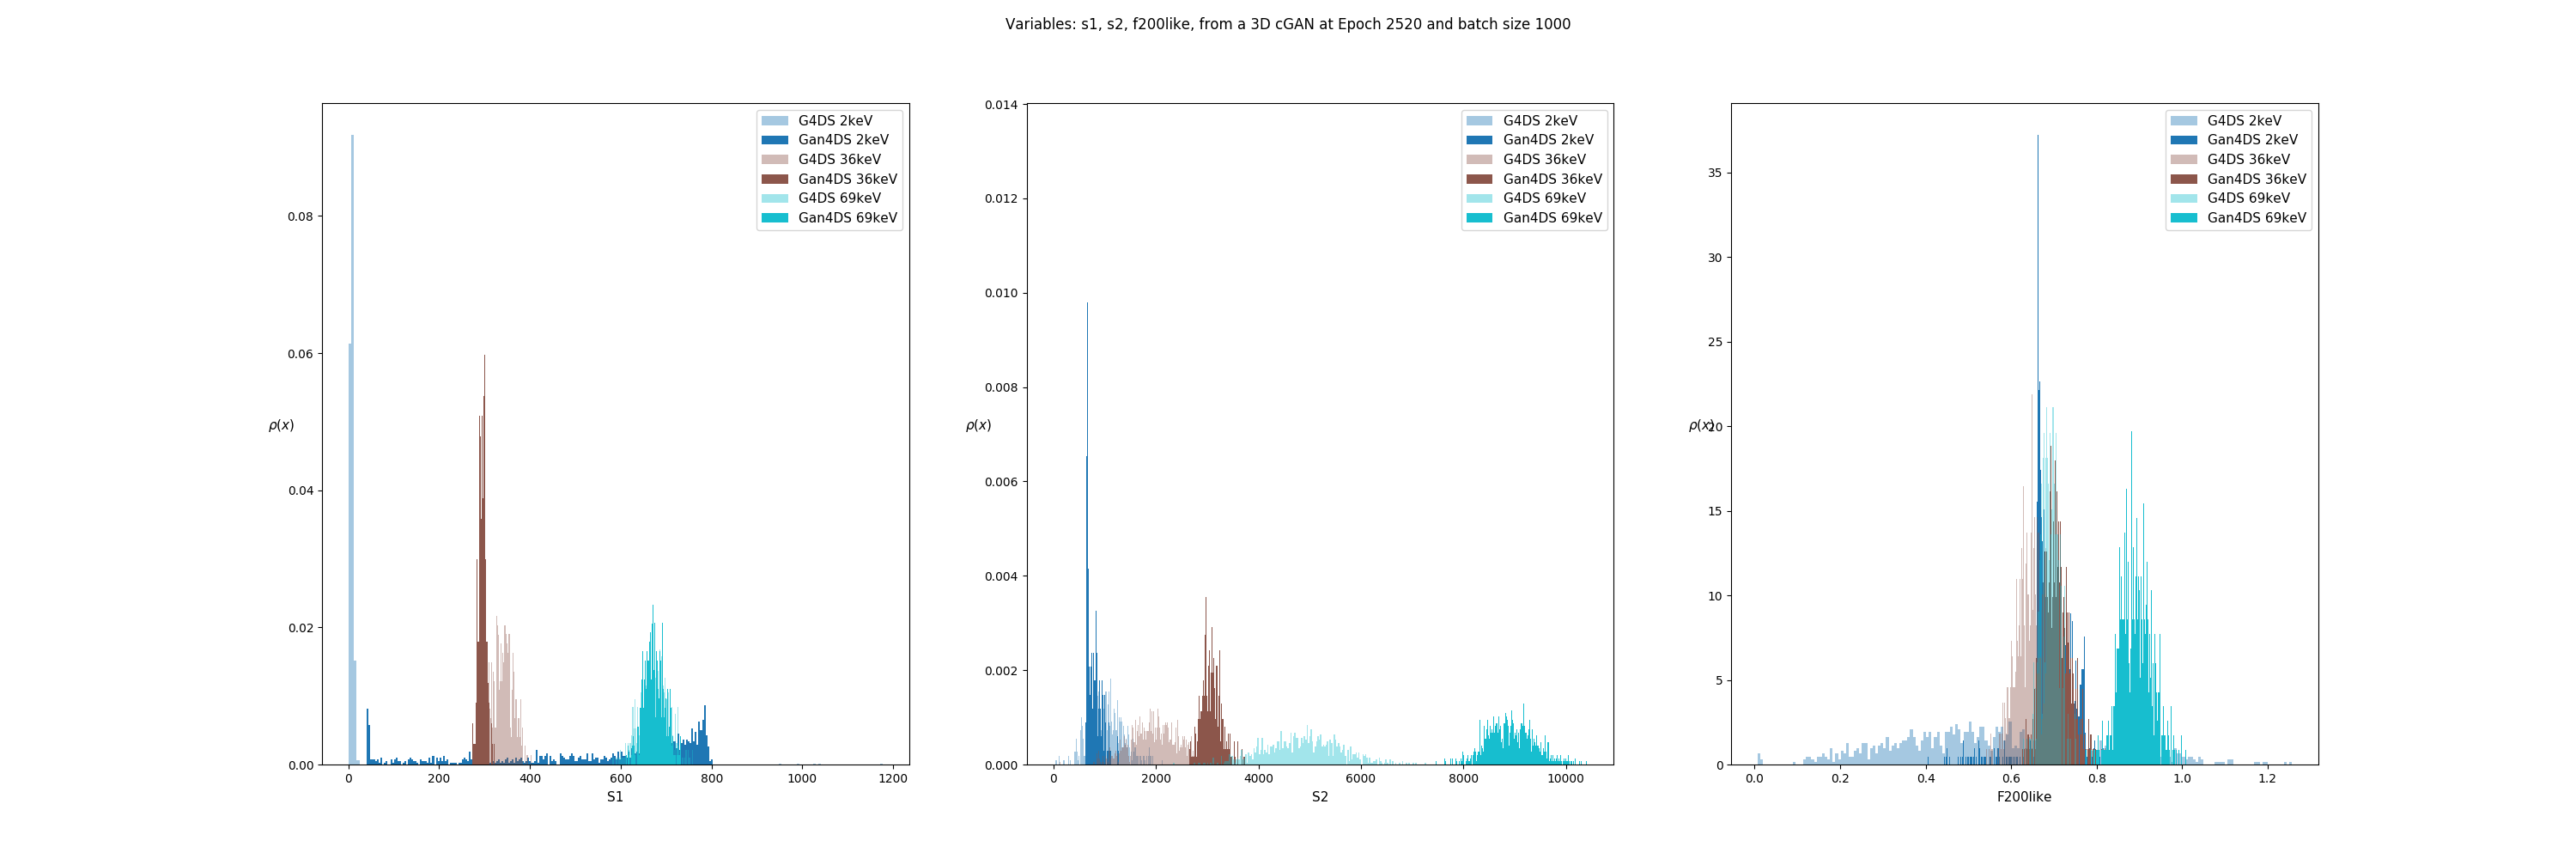 Variables: s1, s2, f200like, from a 3D cGAN at Epoch 2520 and batch size 1000
G4DS 2keV
Gan4DS 2keV
G4DS 36keV
Gan4DS 36keV
G4DS 69keV
Gan4DS 69keV
0.08
0.06
0.04
0.02
0.00
ρ(x)
0
200
400
600
800
1000
1200
S1
G4DS 2keV
Gan4DS 2keV
G4DS 36keV
Gan4DS 36keV
G4DS 69keV
Gan4DS 69keV
0.014
0.012
0.010
0.008
0.006
0.004
0.002
0.000
ρ(x)
0
2000
4000
6000
8000
10000
S2
G4DS 2keV
Gan4DS 2keV
G4DS 36keV
Gan4DS 36keV
G4DS 69keV
Gan4DS 69keV
35
30
25
20
15
10
5
0
ρ(x)
0.0
0.2
0.4
0.6
0.8
1.0
1.2
F200like